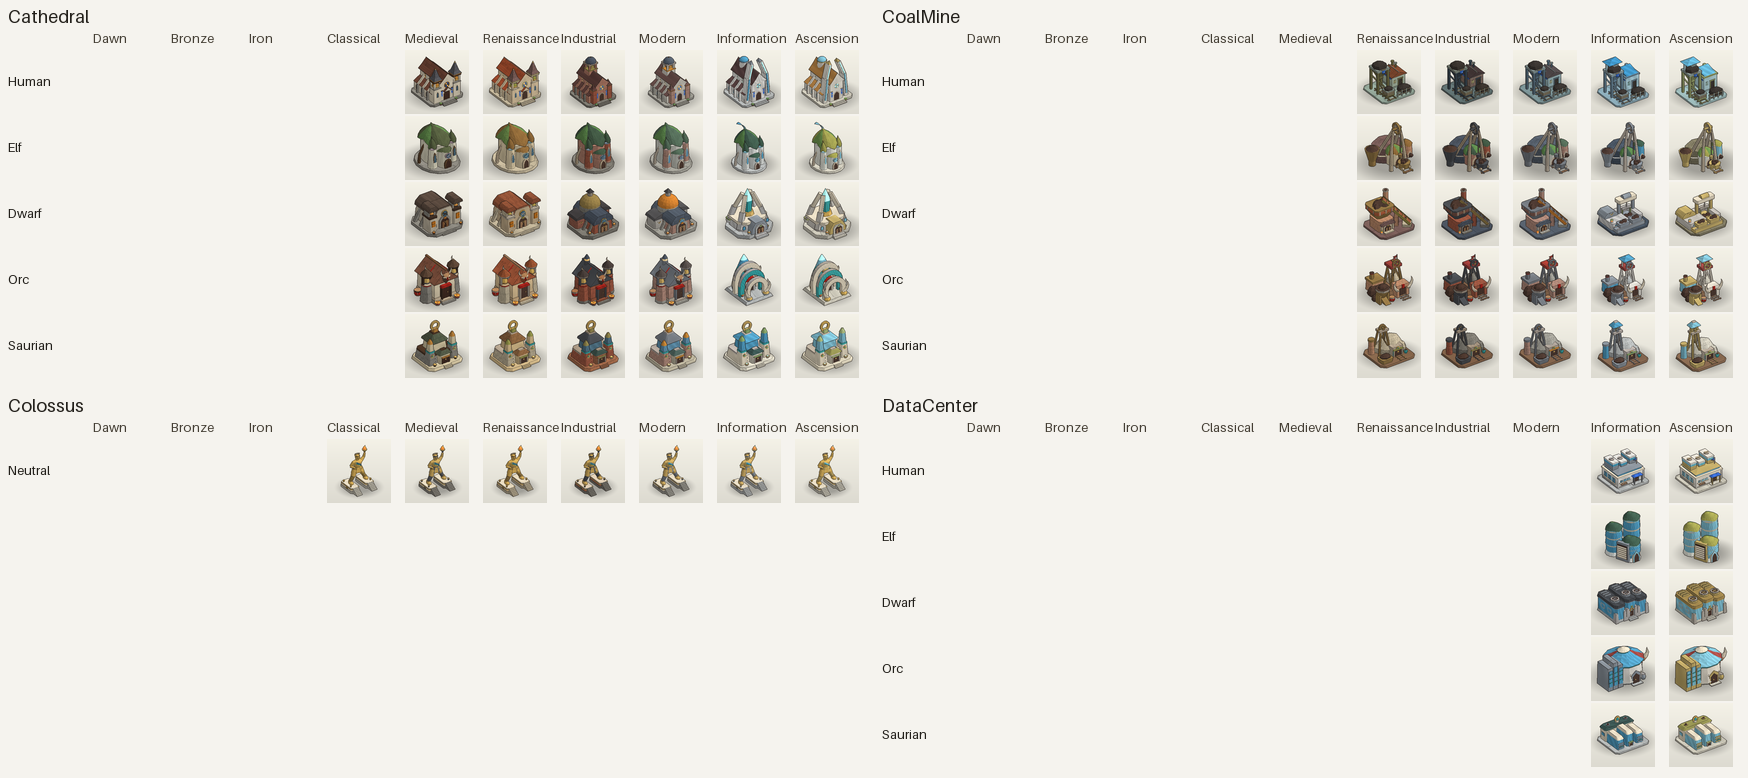 Cathedral
Dawn Bronze Iron Classical Medieval Renaissance Industrial Modern Information Ascension
Human
Elf
Dwarf
Orc
Saurian
CoalMine
Dawn Bronze Iron Classical Medieval Renaissance Industrial Modern Information Ascension
Human
Elf
Dwarf
Orc
Saurian
Colossus
Dawn Bronze Iron Classical Medieval Renaissance Industrial Modern Information Ascension
Neutral
DataCenter
Dawn Bronze Iron Classical Medieval Renaissance Industrial Modern Information Ascension
Human
Elf
Dwarf
Orc
Saurian